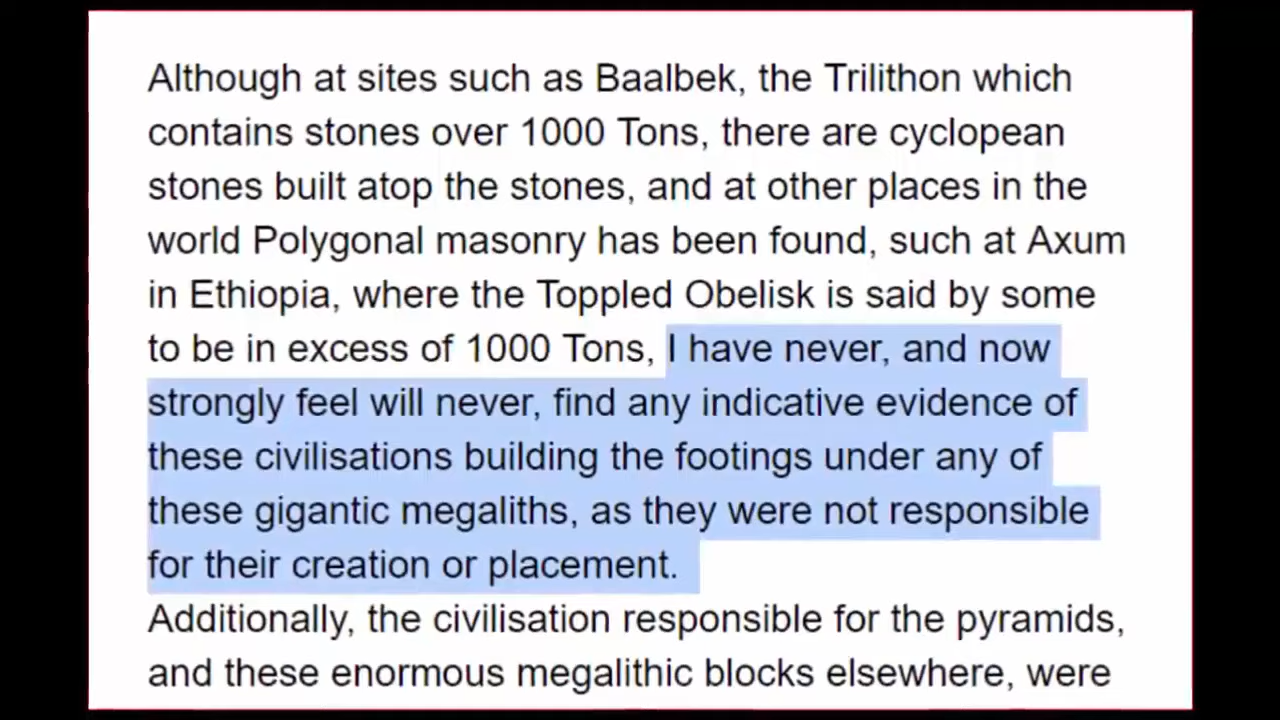 Although at sites such as Baalbek, the Trilithon which
contains stones over 1000 Tons, there are cyclopean
stones built atop the stones, and at other places in the
world Polygonal masonry has been found, such at Axum
in Ethiopia, where the Toppled Obelisk is said by some
to be in excess of 1000 Tons, I have never, and now
strongly feel will never, find any indicative evidence of
these civilisations building the footings under any of
these gigantic megaliths, as they were not responsible
for their creation or placement.
Additionally, the civilisation responsible for the pyramids,
and these enormous megalithic blocks elsewhere, were